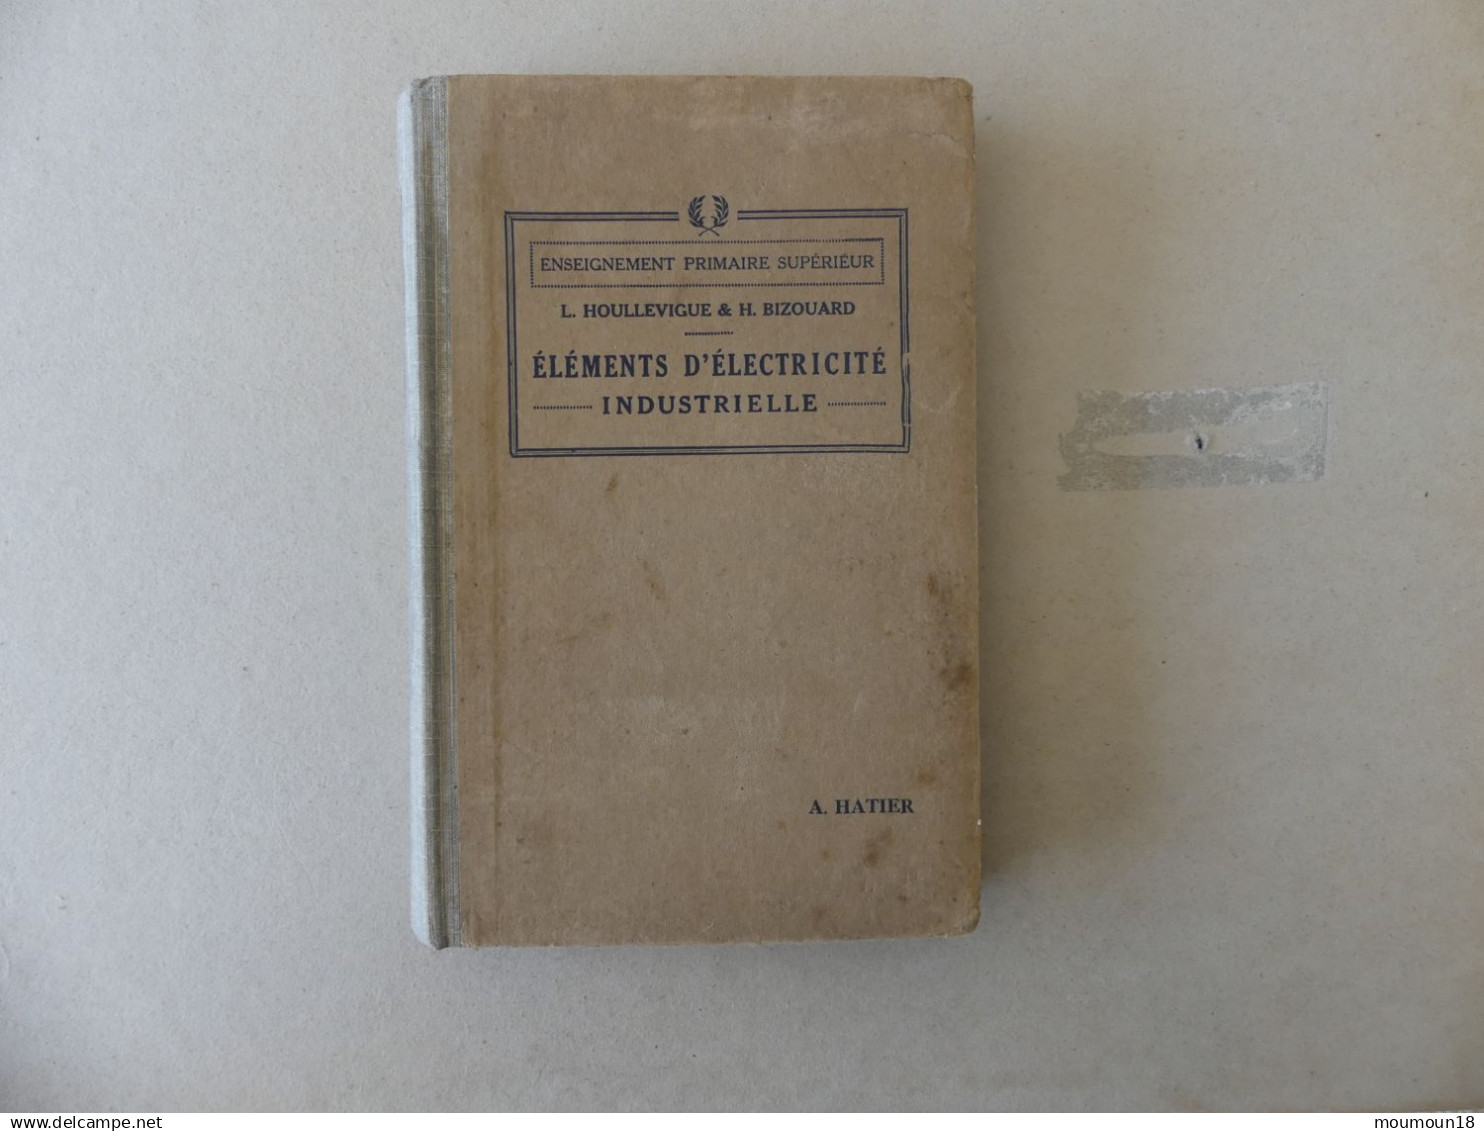 ENSEIGNEMENT PRIMAIRE SUPÉRIEUR
L. HOULLEVIGUE & H. BIZOUARD
ÉLÉMENTS D'ÉLECTRICITÉ
INDUSTRIELLE
A. HATIER
www.delcampe.net
moumoun18